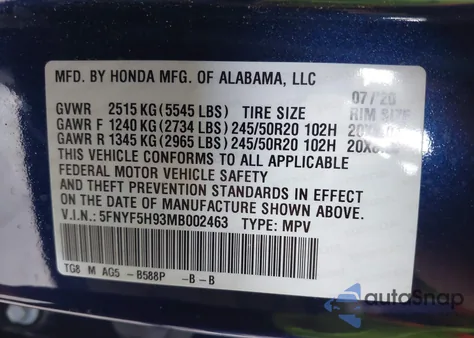 MFD. BY HONDA MFG. OF ALABAMA, LLC 07/20
GVWR 2515 KG (5545 LBS) TIRE SIZE RIM SIZE
GAWR F 1240 KG (2734 LBS) 245/50R20 102H
GAWR R 1345 KG (2965 LBS) 245/50R20 102H
THIS VEHICLE CONFORMS TO ALL APPLICABLE
FEDERAL MOTOR VEHICLE SAFETY
AND THEFT PREVENTION STANDARDS IN EFFECT
ON THE DATE OF MANUFACTURE SHOWN ABOVE.
V.I.N.: 5FNYF5H93MB002463 TYPE: MPV
TG8 M AG5 - B588P -B-B
autoSnap